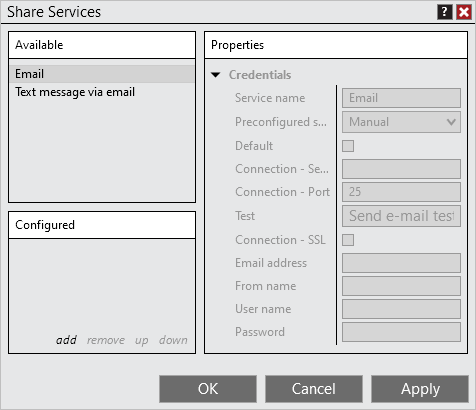 Share Services
?
Available
Email
Text message via email
Configured
add remove up down
Properties
Credentials
Service name Email
Preconfigured s... Manual
Default
Connection - Se...
Connection - Port 25
Test Send e-mail test
Connection - SSL
Email address
From name
User name
Password
OK Cancel Apply